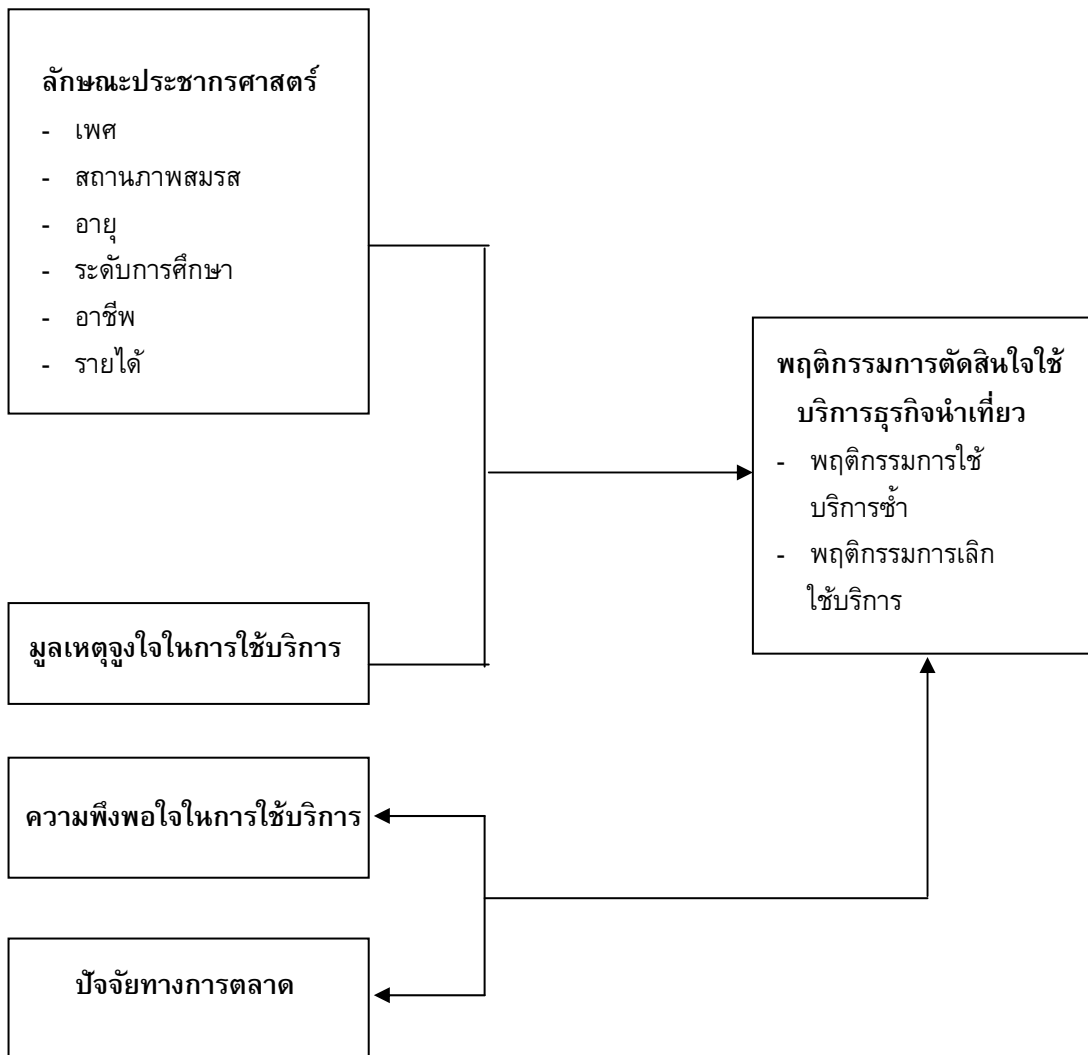 ลักษณะประชากรศาสตร์
- เพศ
- สถานภาพสมรส
- อายุ
- ระดับการศึกษา
- อาชีพ
- รายได้
มูลเหตุจูงใจในการใช้บริการ
ความพึงพอใจในการใช้บริการ
ปัจจัยทางการตลาด
พฤติกรรมการตัดสินใจใช้
บริการธุรกิจนำเที่ยว
- พฤติกรรมการใช้
บริการซ้ำ
- พฤติกรรมการเลิก
ใช้บริการ